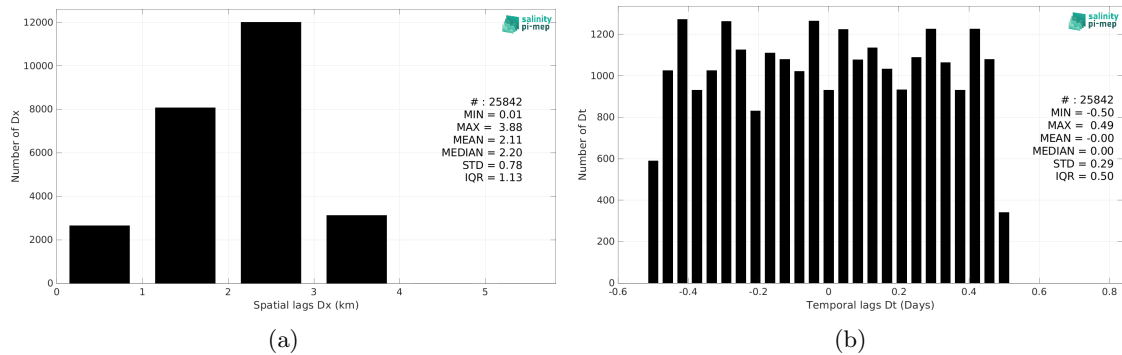 12000
10000
8000
6000
4000
2000
0
Number of Dx
0 1 2 3 4 5
Spatial lags Dx (km)
salinity
pi-mep
# : 25842
MIN = 0.01
MAX = 3.88
MEAN = 2.11
MEDIAN = 2.20
STD = 0.78
IQR = 1.13
(a)
1200
1000
800
600
400
200
0
Number of Dt
-0.6 -0.4 -0.2 0 0.2 0.4 0.6 0.8
Temporal lags Dt (Days)
salinity
pi-mep
# : 25842
MIN = -0.50
MAX = 0.49
MEAN = -0.00
MEDIAN = 0.00
STD = 0.29
IQR = 0.50
(b)